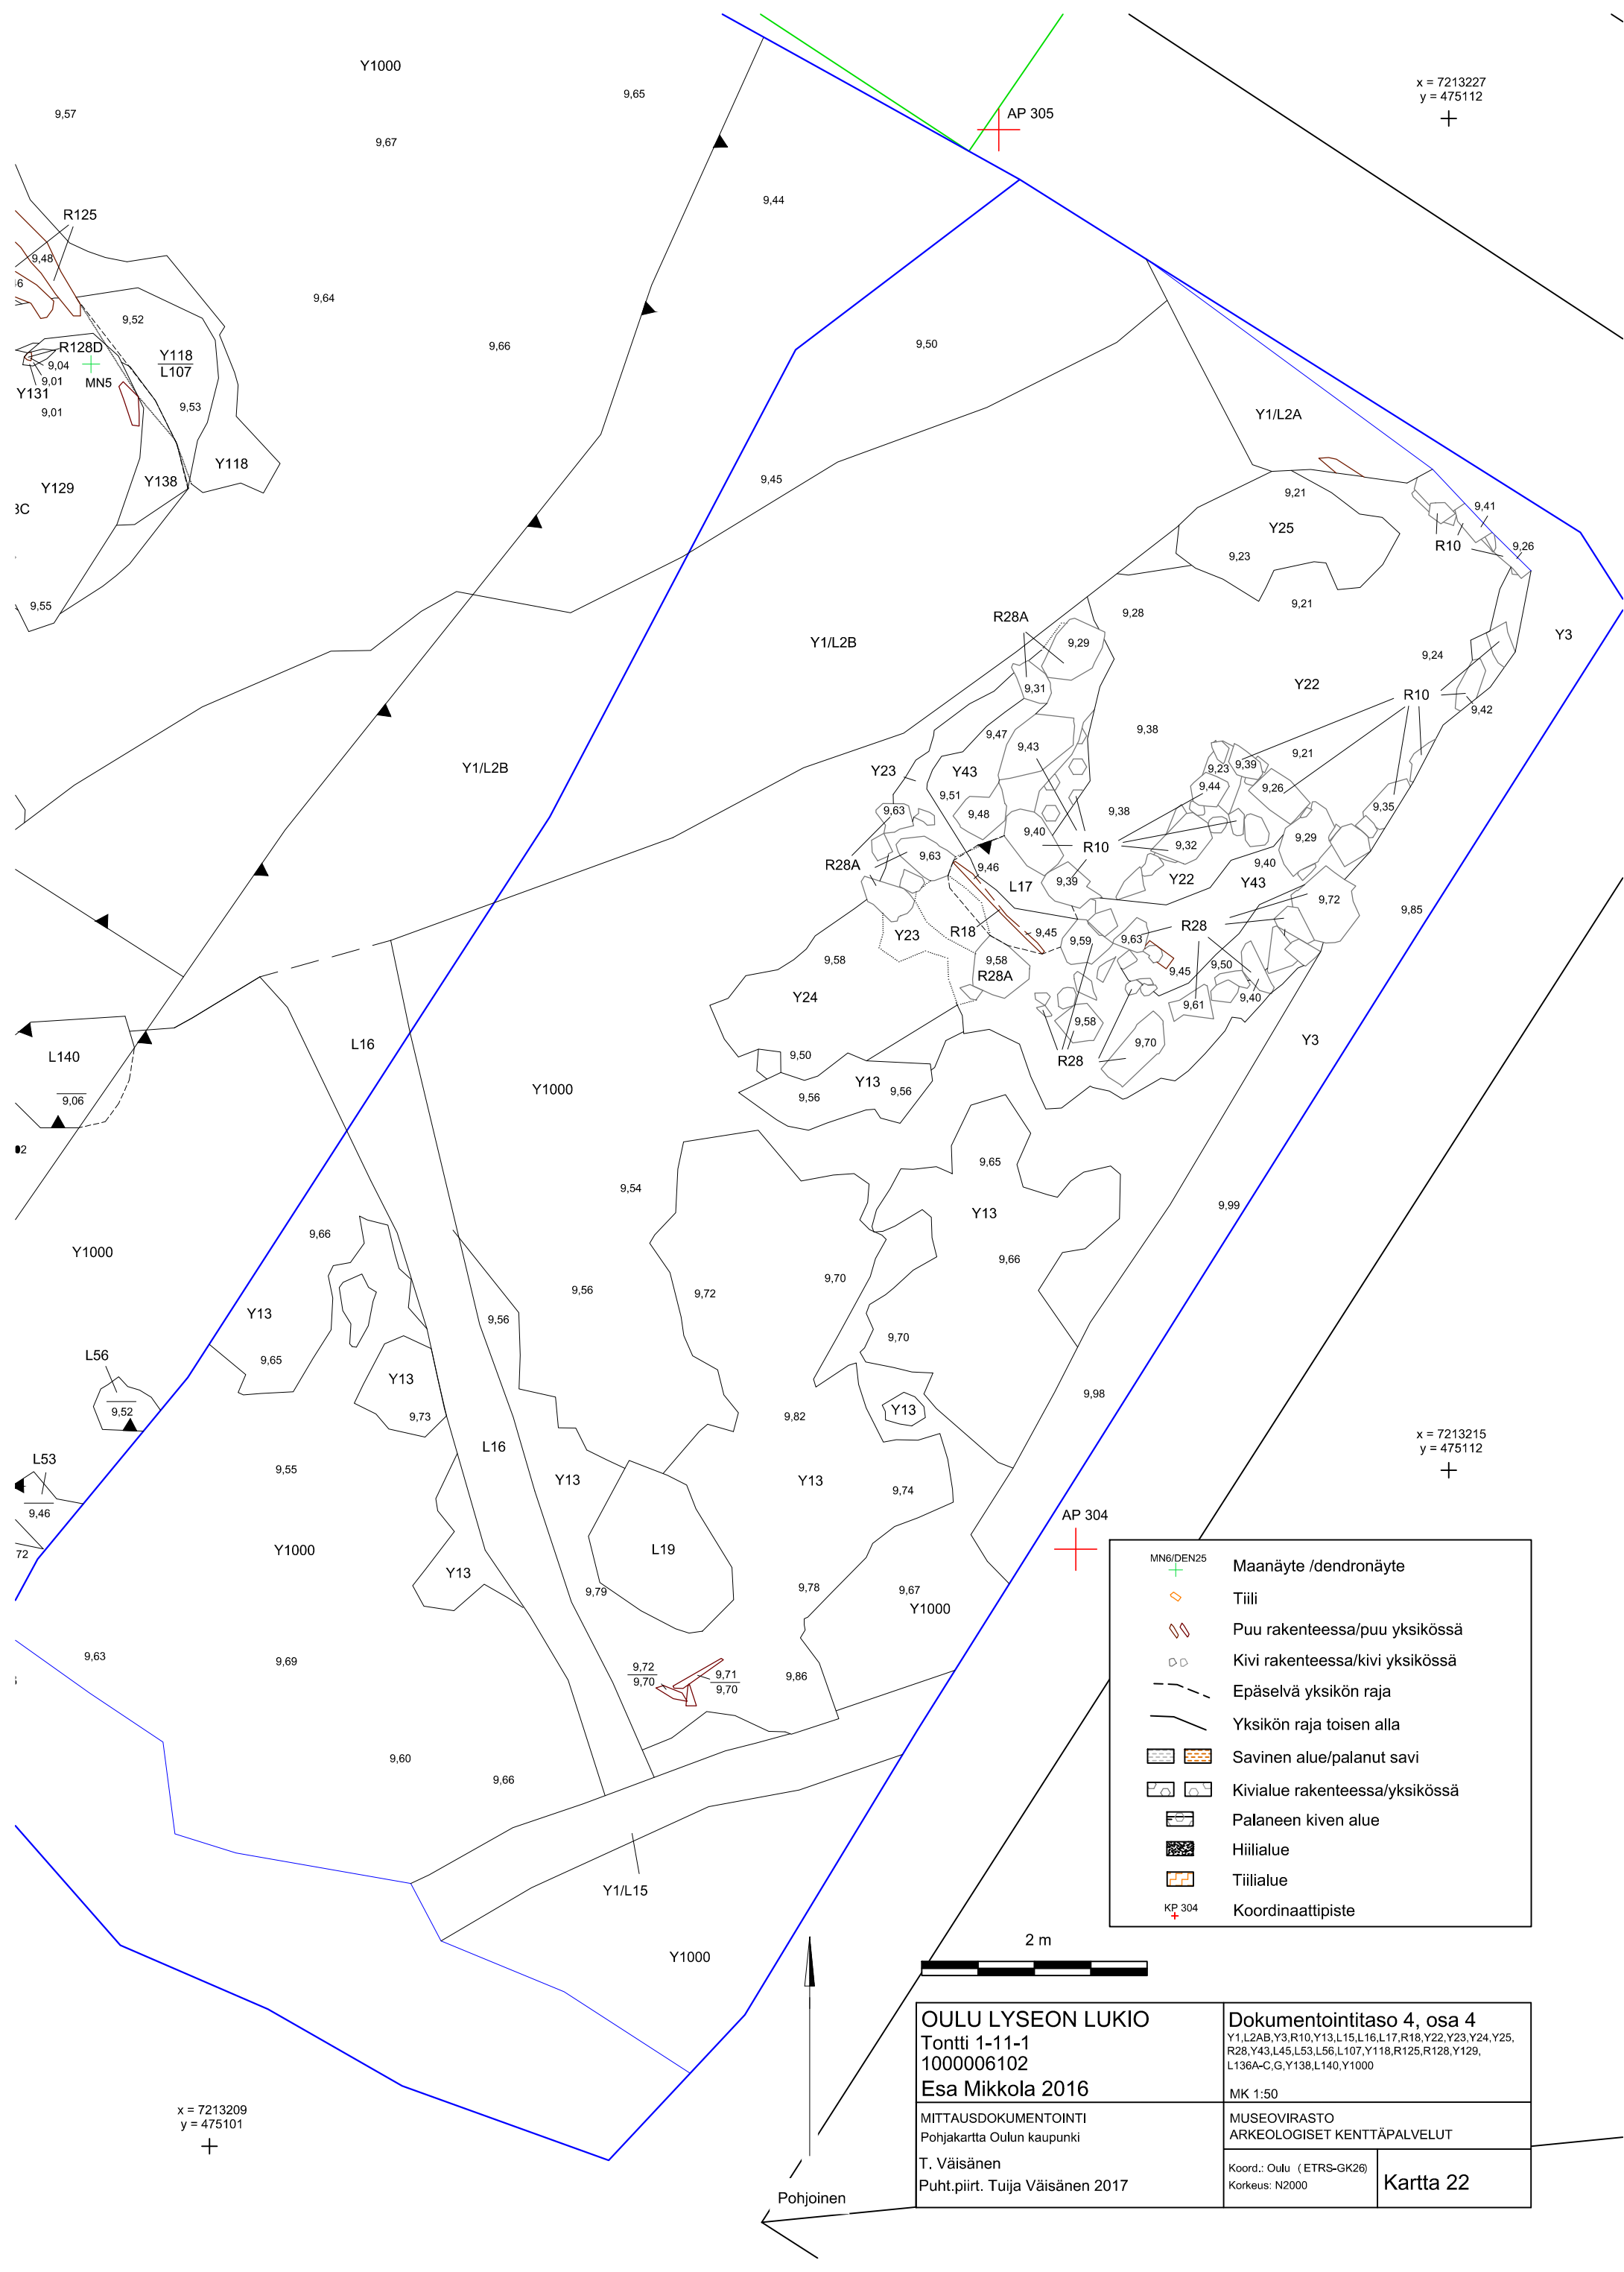 Y1000
9,65
x = 7213227
y = 475112
9,57
AP 305
9,67
9,44
R125
9,48
9,64
9,52
9,66
9,50
R128D
9,04
Y118
L107
9,01
MN5
Y131
9,01
9,53
Y1/L2A
Y118
9,45
Y138
Y129
9,21
9,41
Y25
R10
9,26
9,23
9,55
9,21
9,28
R28A
Y3
Y1/L2B
9,29
9,24
9,31
Y22
R10
9,42
9,47
9,38
9,43
9,21
Y1/L2B
Y23
Y43
9,23
9,39
9,44
9,26
9,51
9,63
9,48
9,38
9,35
9,40
R10
9,32
9,29
R28A
9,63
9,46
9,40
9,39
L17
Y22
Y43
9,72
9,85
R28
Y23
R18
9,45
9,59
9,63
9,58
9,58
R28A
9,45
9,50
Y24
9,40
9,61
L16
9,58
Y3
L140
9,50
9,70
R28
Y1000
Y13
9,56
9,56
9,06
9,65
9,54
9,99
Y13
9,66
Y1000
9,66
9,70
9,56
9,72
Y13
9,56
9,70
L56
9,65
Y13
9,98
9,52
9,73
9,82
Y13
x = 7213215
y = 475112
L16
L53
9,55
Y13
Y13
9,74
9,46
AP 304
72
Y1000
L19
Y13
9,79
9,78
9,67
Y1000
9,63
9,69
9,72
9,70
9,71
9,70
9,86
9,60
9,66
Y1/L15
Y1000
MN6/DEN25
Maanäyte /dendronäyte
Tiili
Puu rakenteessa/puu yksikössä
Kivi rakenteessa/kivi yksikössä
Epäselvä yksikön raja
Yksikön raja toisen alla
Savinen alue/palanut savi
Kivialue rakenteessa/yksikössä
Palaneen kiven alue
Hiilialue
Tiilialue
KP 304
Koordinaattipiste
2 m
OULU LYSEON LUKIO
Tontti 1-11-1
1000006102
Esa Mikkola 2016
Dokumentointitaso 4, osa 4
Y1,L2AB,Y3,R10,Y13,L15,L16,L17,R18,Y22,Y23,Y24,Y25,
R28,Y43,L45,L53,L56,L107,Y118,R125,R128,Y129,
L136A-C,G,Y138,L140,Y1000
MK 1:50
MITTAUSDOKUMENTOINTI
Pohjakartta Oulun kaupunki
T. Väisänen
Puht.piirt. Tuija Väisänen 2017
MUSEOVIRASTO
ARKEOLOGISET KENTTÄPALVELUT
Koord.: Oulu (ETRS-GK26)
Korkeus: N2000
Kartta 22
x = 7213209
y = 475101
Pohjoinen